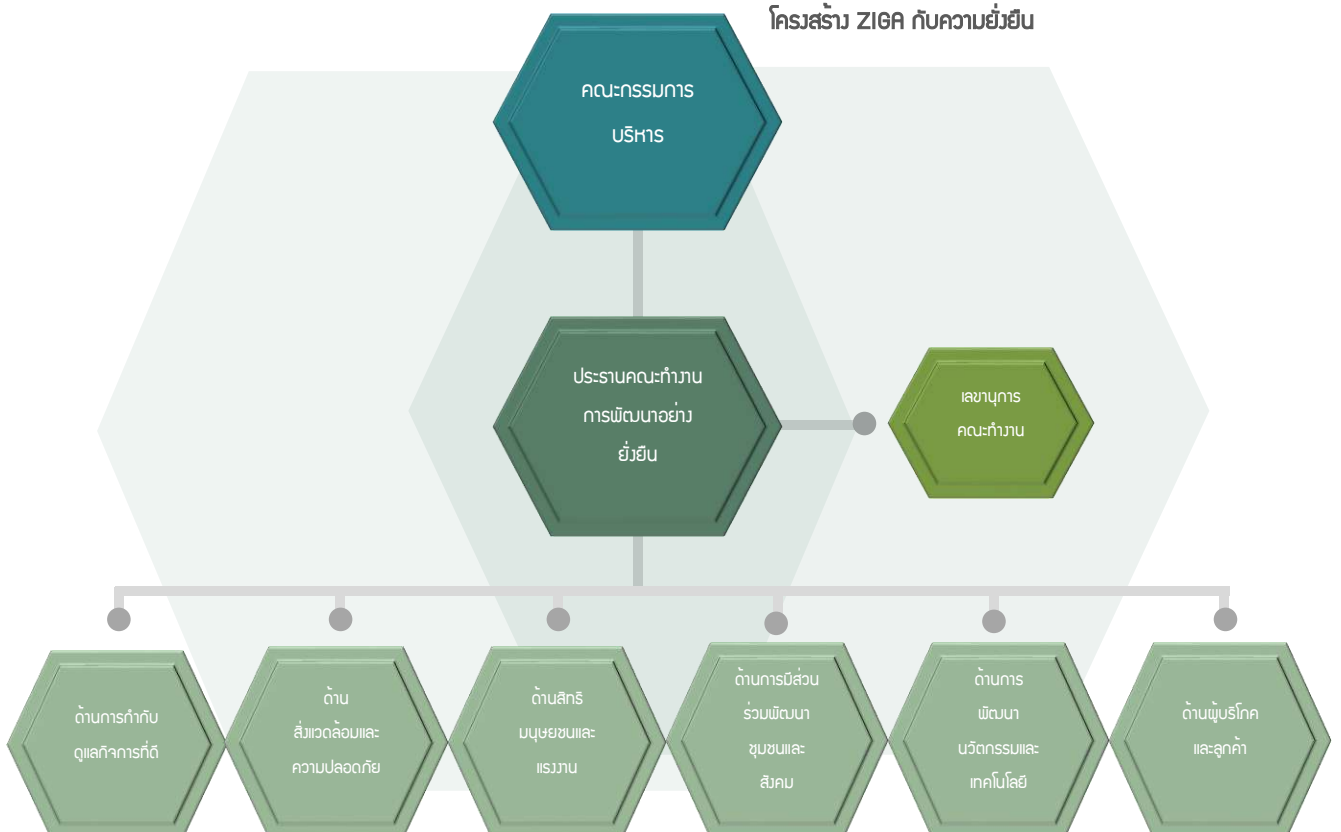 โครงสร้าง ZIGA กับความยั่งยืน
คณะกรรมการ
บริหาร
ประธานคณะทำงาน
การพัฒนาอย่าง
ยั่งยืน
เลขานุการ
คณะทำงาน
ด้านการกำกับ
ดูแลกิจการที่ดี
ด้าน
สิ่งแวดล้อมและ
ความปลอดภัย
ด้านสิทธิ
มนุษยชนและ
แรงงาน
ด้านการมีส่วน
ร่วมพัฒนา
ชุมชนและ
สังคม
ด้านการ
พัฒนา
นวัตกรรมและ
เทคโนโลยี
ด้านผู้บริโภค
และลูกค้า